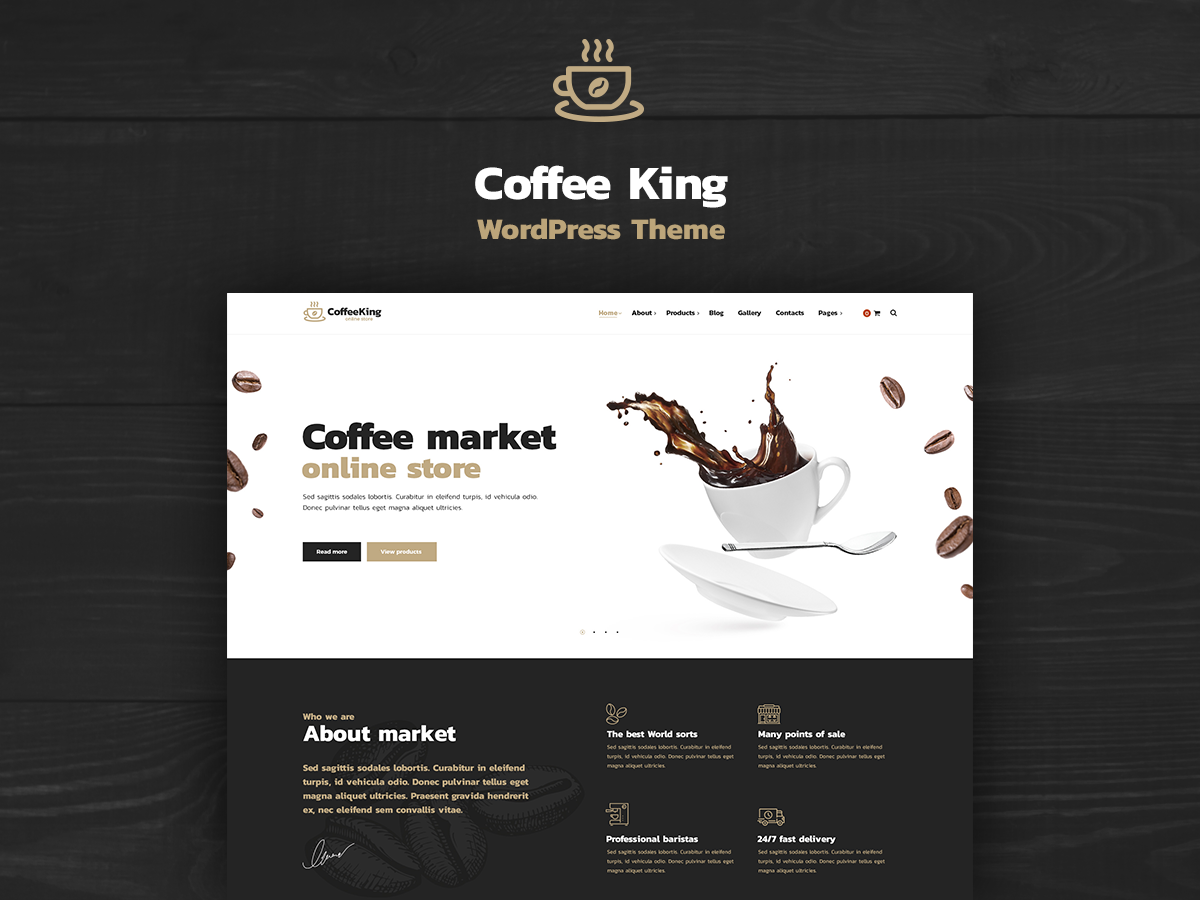 Coffee King
WordPress Theme
CoffeeKing
online store
Home
About
Products
Blog
Gallery
Contacts
Pages
0
Coffee market
online store
Sed sagittis sodales lobortis. Curabitur in eleifend turpis, id vehicula odio.
Donec pulvinar tellus eget magna aliquet ultricies.
Read more
View products
Who we are
About market
Sed sagittis sodales lobortis. Curabitur in eleifend
turpis, id vehicula odio. Donec pulvinar tellus eget
magna aliquet ultricies. Praesent gravida hendrerit
ex, nec eleifend sem convallis vitae.
The best World sorts
Sed sagittis sodales lobortis. Curabitur in eleifend
turpis, id vehicula odio. Donec pulvinar tellus eget
magna aliquet ultricies.
Many points of sale
Sed sagittis sodales lobortis. Curabitur in eleifend
turpis, id vehicula odio. Donec pulvinar tellus eget
magna aliquet ultricies.
Professional baristas
Sed sagittis sodales lobortis. Curabitur in eleifend
turpis, id vehicula odio. Donec pulvinar tellus eget
magna aliquet ultricies.
24/7 fast delivery
Sed sagittis sodales lobortis. Curabitur in eleifend
turpis, id vehicula odio. Donec pulvinar tellus eget
magna aliquet ultricies.